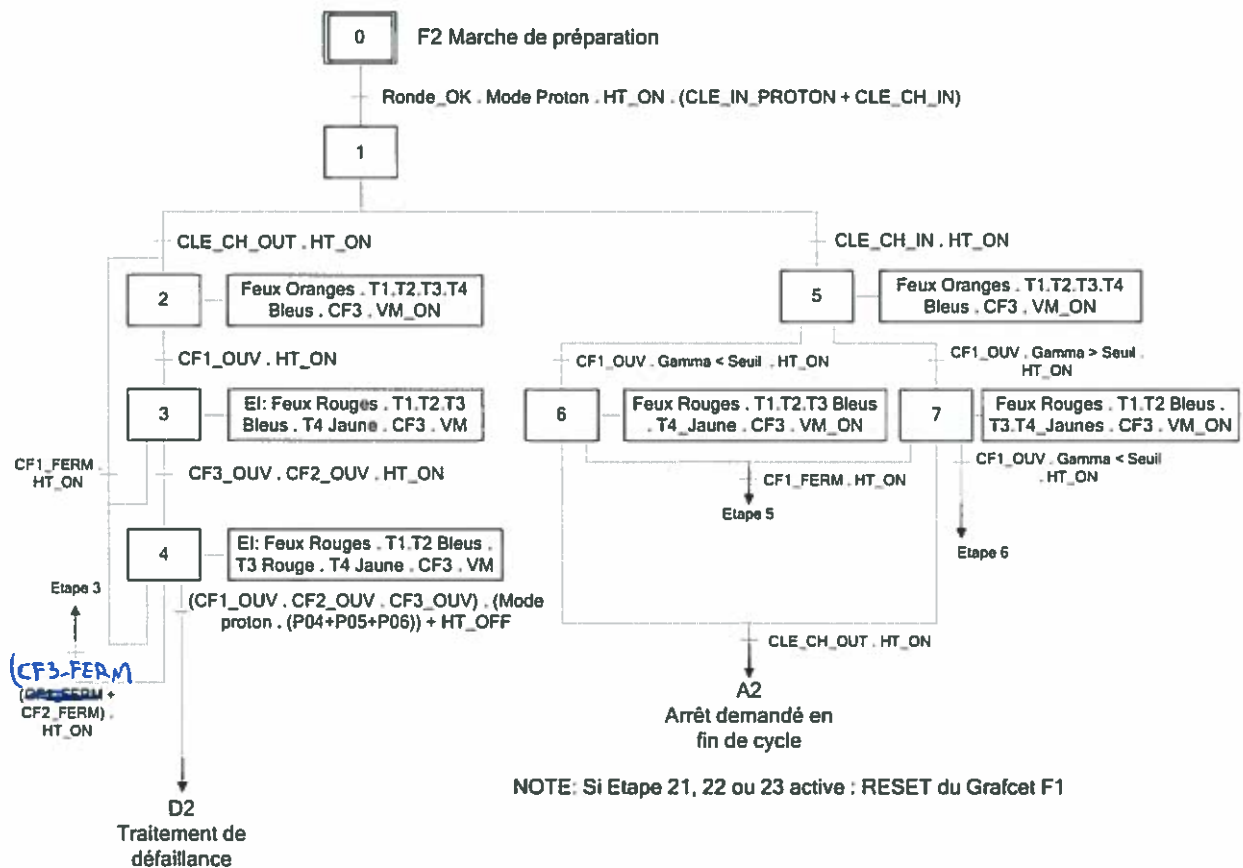 0
F2 Marche de préparation
Ronde_OK . Mode Proton . HT_ON . (CLE_IN_PROTON + CLE_CH_IN)
1
CLE_CH_OUT . HT_ON
CLE_CH_IN . HT_ON
2
Feux Oranges . T1.T2.T3.T4
Bleus . CF3 . VM_ON
5
Feux Oranges . T1.T2.T3.T4
Bleus . CF3 . VM_ON
CF1_OUV . HT_ON
CF1_OUV . Gamma < Seuil . HT_ON
CF1_OUV . Gamma > Seuil .
HT_ON
3
EI: Feux Rouges . T1.T2.T3
Bleus . T4 Jaune . CF3 . VM
6
Feux Rouges . T1.T2.T3 Bleus
. T4_Jaune . CF3 . VM_ON
7
Feux Rouges . T1.T2 Bleus .
T3.T4_Jaunes . CF3 . VM_ON
CF1_FERM .
HT_ON
CF3_OUV . CF2_OUV . HT_ON
CF1_FERM . HT_ON
Etape 5
CF1_OUV . Gamma < Seuil
. HT_ON
Etape 6
4
EI: Feux Rouges . T1.T2 Bleus .
T3 Rouge . T4 Jaune . CF3 . VM
Etape 3
(CF1_OUV . CF2_OUV . CF3_OUV) . (Mode
proton . (P04+P05+P06)) + HT_OFF
(CF3-FERM
(CF1_FERM +
CF2_FERM) .
HT_ON
CLE_CH_OUT . HT_ON
A2
Arrêt demandé en
fin de cycle
D2
Traitement de
défaillance
NOTE: Si Etape 21, 22 ou 23 active : RESET du Grafcet F1